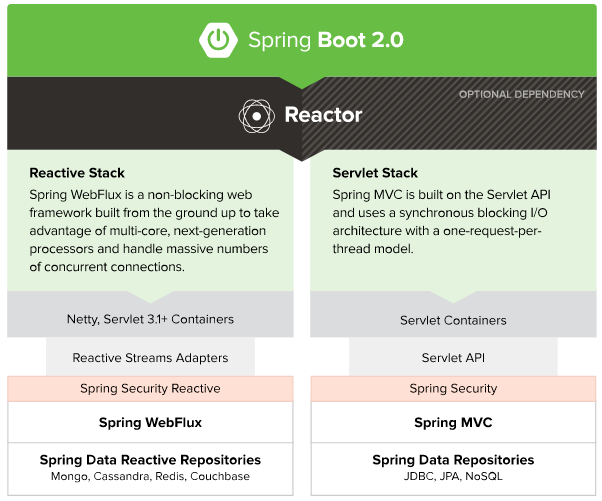 Spring Boot 2.0
OPTIONAL DEPENDENCY
Reactor
Reactive Stack
Spring WebFlux is a non-blocking web
framework built from the ground up to take
advantage of multi-core, next-generation
processors and handle massive numbers
of concurrent connections.
Netty, Servlet 3.1+ Containers
Reactive Streams Adapters
Spring Security Reactive
Spring WebFlux
Spring Data Reactive Repositories
Mongo, Cassandra, Redis, Couchbase
Servlet Stack
Spring MVC is built on the Servlet API
and uses a synchronous blocking I/O
architecture with a one-request-per-
thread model.
Servlet Containers
Servlet API
Spring Security
Spring MVC
Spring Data Repositories
JDBC, JPA, NoSQL